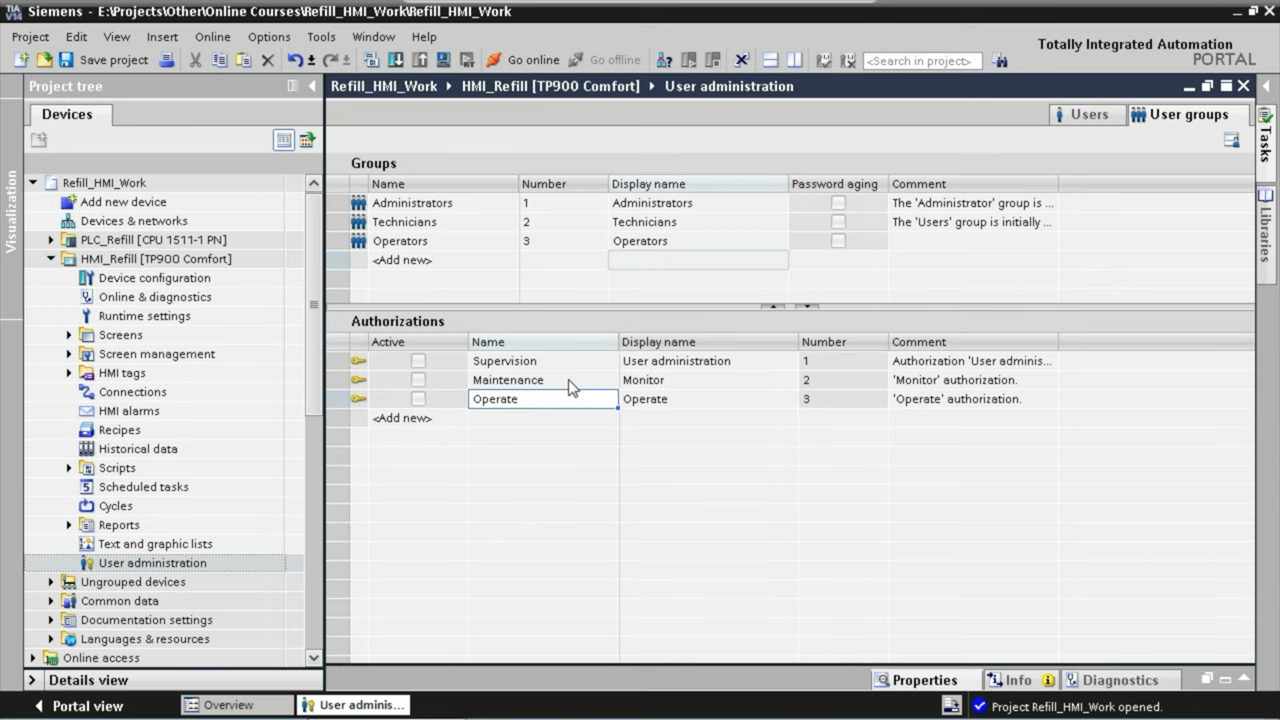 TIA V14 Siemens - E:\Projects\Other\Online Courses\Refill_HMI_Work\Refill_HMI_Work
Project Edit View Insert Online Options Tools Window Help
Totally Integrated Automation
PORTAL
Save project Go online Go offline <Search in project>
Project tree
Refill_HMI_Work HMI_Refill [TP900 Comfort] User administration
Devices
Users User groups
Tasks
Libraries
Visualization
Refill_HMI_Work
Add new device
Devices & networks
PLC_Refill [CPU 1511-1 PN]
HMI_Refill [TP900 Comfort]
Device configuration
Online & diagnostics
Runtime settings
Screens
Screen management
HMI tags
Connections
HMI alarms
Recipes
Historical data
Scripts
Scheduled tasks
Cycles
Reports
Text and graphic lists
User administration
Ungrouped devices
Common data
Documentation settings
Languages & resources
Online access
Details view
Groups
Name Number Display name Password aging Comment
Administrators 1 Administrators The 'Administrator' group is ...
Technicians 2 Technicians The 'Users' group is initially ...
Operators 3 Operators
<Add new>
Authorizations
Active Name Display name Number Comment
Supervision User administration 1 Authorization 'User adminis...
Maintenance Monitor 2 'Monitor' authorization.
Operate Operate 3 'Operate' authorization.
<Add new>
Properties Info Diagnostics
Portal view Overview User adminis... Project Refill_HMI_Work opened.